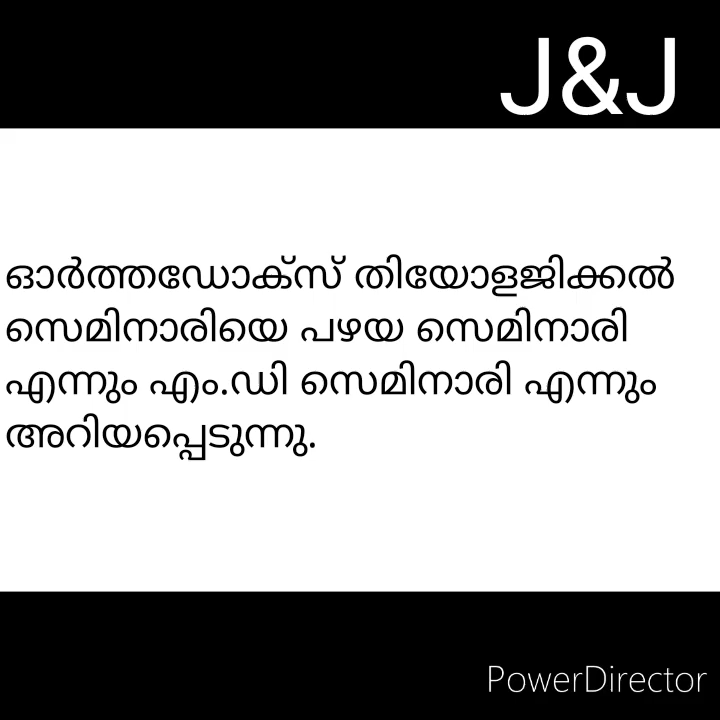 J&J
ഓർത്തഡോക്സ് തിയോളജിക്കൽ
സെമിനാരിയെ പഴയ സെമിനാരി
എന്നും എം.ഡി സെമിനാരി എന്നും
അറിയപ്പെടുന്നു.
PowerDirector